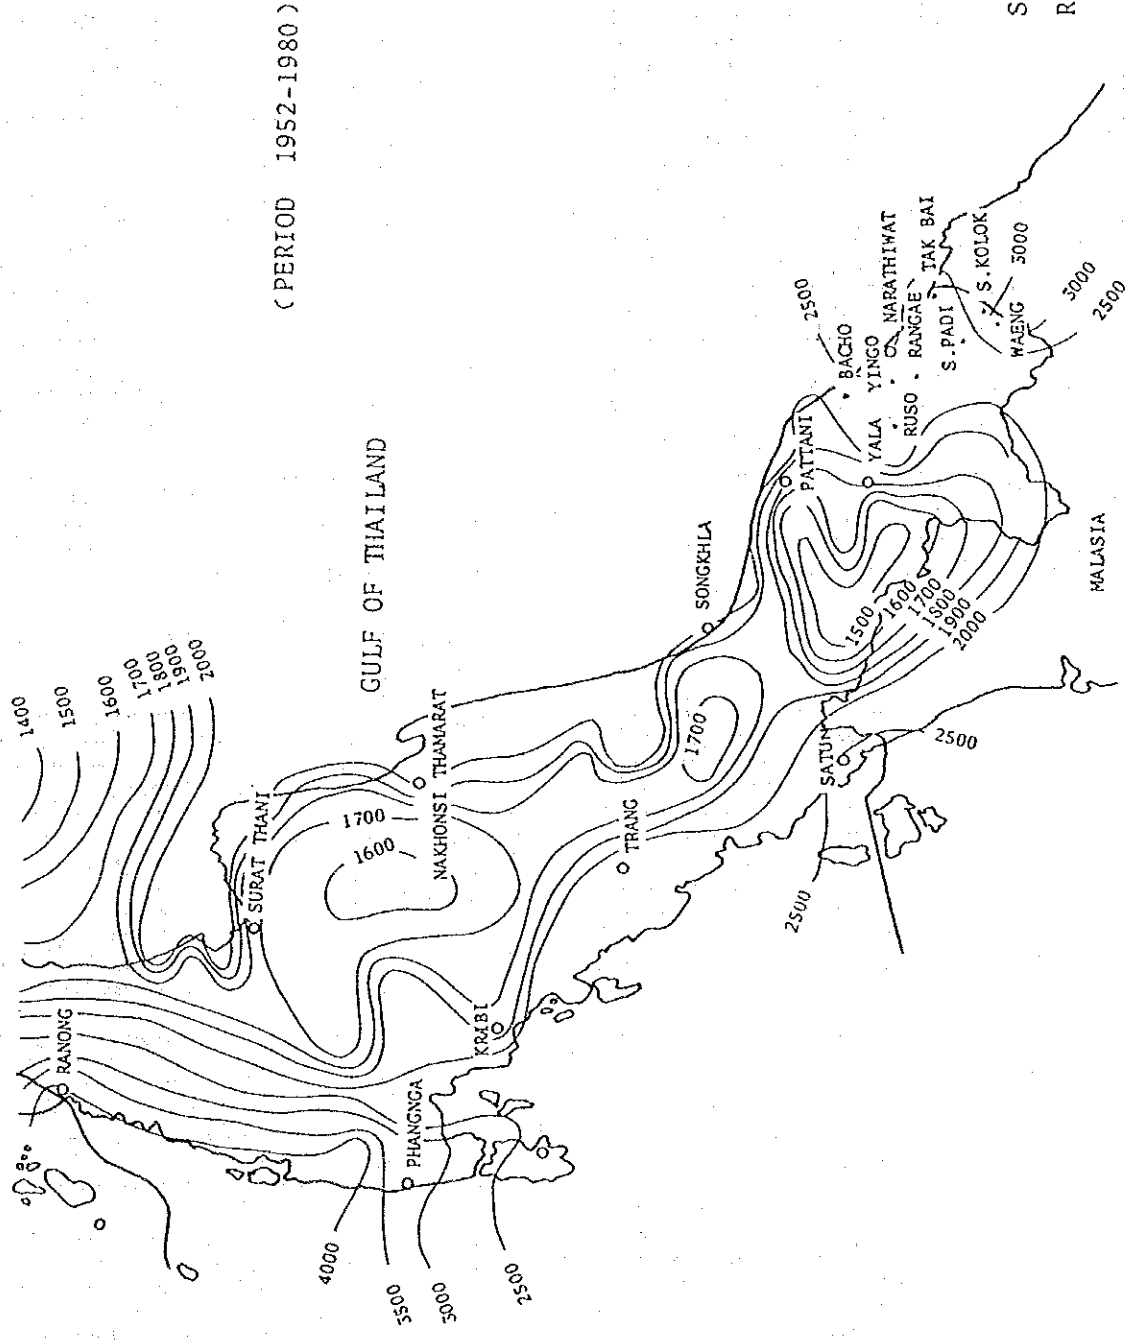 (PERIOD 1952-1980)
S
R
GULF OF THAILAND
1400
1500
1600
1700
1800
1900
2000
RANONG
SURAT THANI
1700
1600
NAKHONSI THAMARAT
KRABI
PHANGNGA
4000
3500
3000
2500
TRANG
SONGKHLA
1700
SATUN
2500
2500
PATTANI
YALA
2500
BACHO
YINGO
NARATHIWAT
RUSO
RANGAE
TAK BAI
S.PADI
S.KOLOK
WAENG
3000
3000
2500
1500
1600
1700
1800
1900
2000
MALASIA